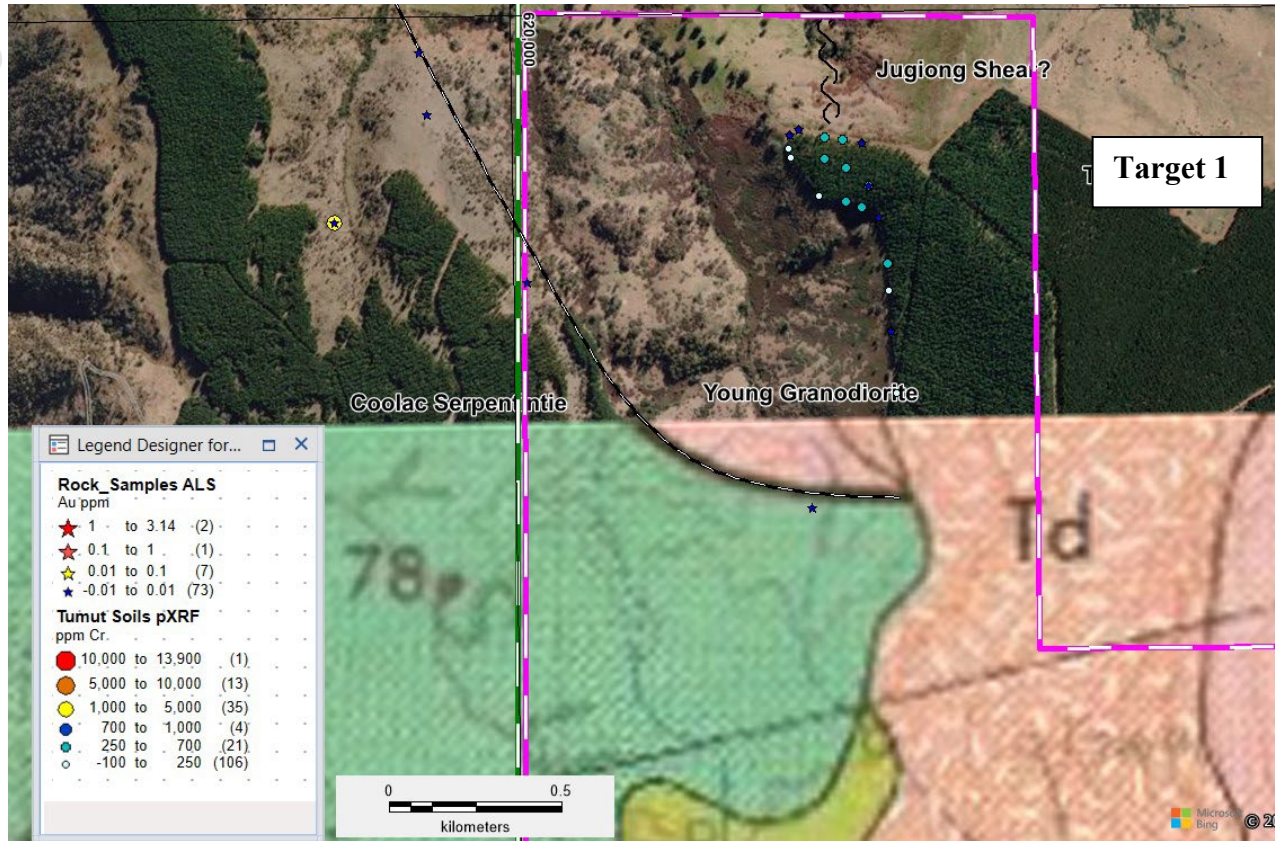 620,000
Jugiong Shear?
Target 1
Coolac Serpentintie
Young Granodiorite
Legend Designer for...
Rock_Samples ALS
Au ppm
1 to 3.14 (2)
0.1 to 1 (1)
0.01 to 0.1 (7)
-0.01 to 0.01 (73)
Tumut Soils pXRF
ppm Cr
10,000 to 13,900 (1)
5,000 to 10,000 (13)
1,000 to 5,000 (35)
700 to 1,000 (4)
250 to 700 (21)
-100 to 250 (106)
78
Td
0 0.5
kilometers
Microsoft
Bing
© 20